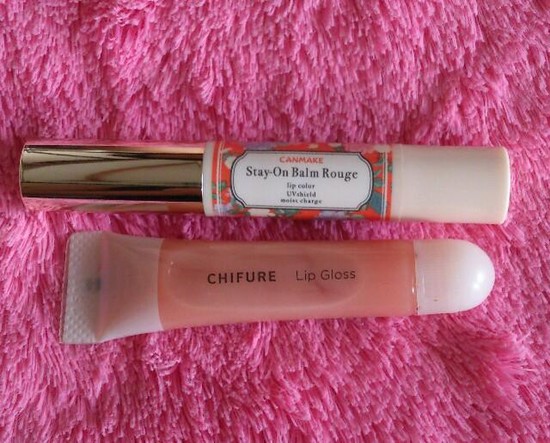 CANMAKE
Stay-On Balm Rouge
lip color
UVshield
moist charge
CHIFURE Lip Gloss